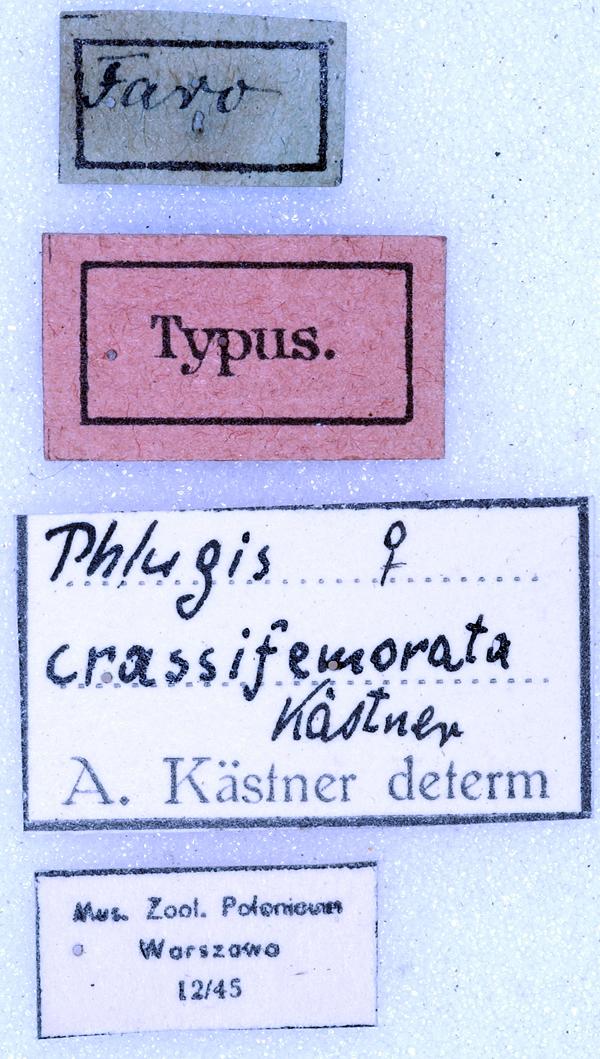 Faro
Typus.
Phlugis ♀
crassifemorata
Kästner
A. Kästner determ
Mus. Zool. Polonicum
Warszawa
12/45